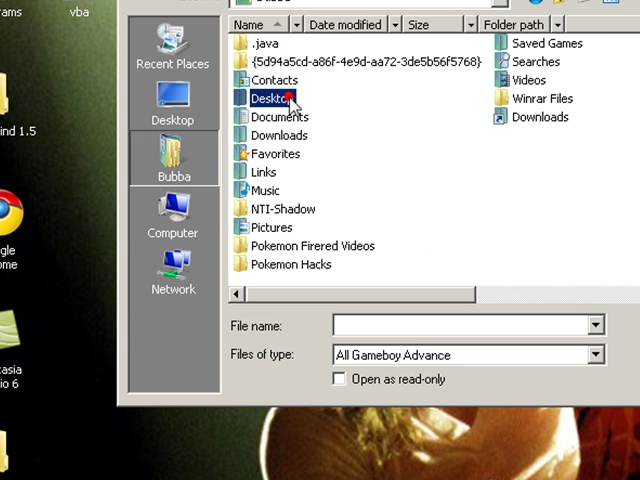 rams
vba
ind 1.5
gle
ome
asia
io 6
Recent Places
Desktop
Bubba
Computer
Network
Name
Date modified
Size
Folder path
.java
{5d94a5cd-a86f-4e9d-aa72-3de5b56f5768}
Contacts
Desktop
Documents
Downloads
Favorites
Links
Music
NTI-Shadow
Pictures
Pokemon Firered Videos
Pokemon Hacks
Saved Games
Searches
Videos
Winrar Files
Downloads
File name:
Files of type:
All Gameboy Advance
Open as read-only